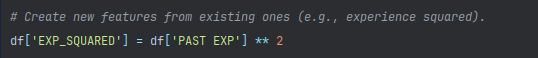 # Create new features from existing ones (e.g., experience squared).
df['EXP_SQUARED'] = df['PAST EXP'] ** 2